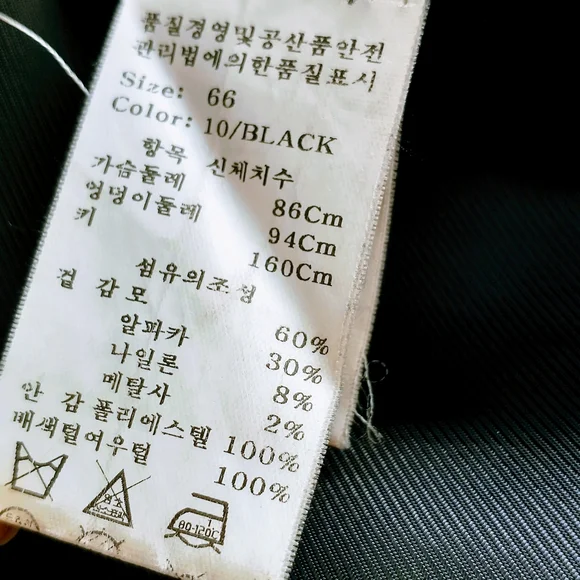 품질경영및공산품안전
관리법에의한품질표시
Size: 66
Color: 10/BLACK
항목 신체치수
가슴둘레 86Cm
엉덩이둘레 94Cm
키 160Cm
섬유의조성
겉 감모 60%
알파카 30%
나일론 8%
메탈사 2%
안 감폴리에스텔 100%
배색털여우털 100%
80-120C